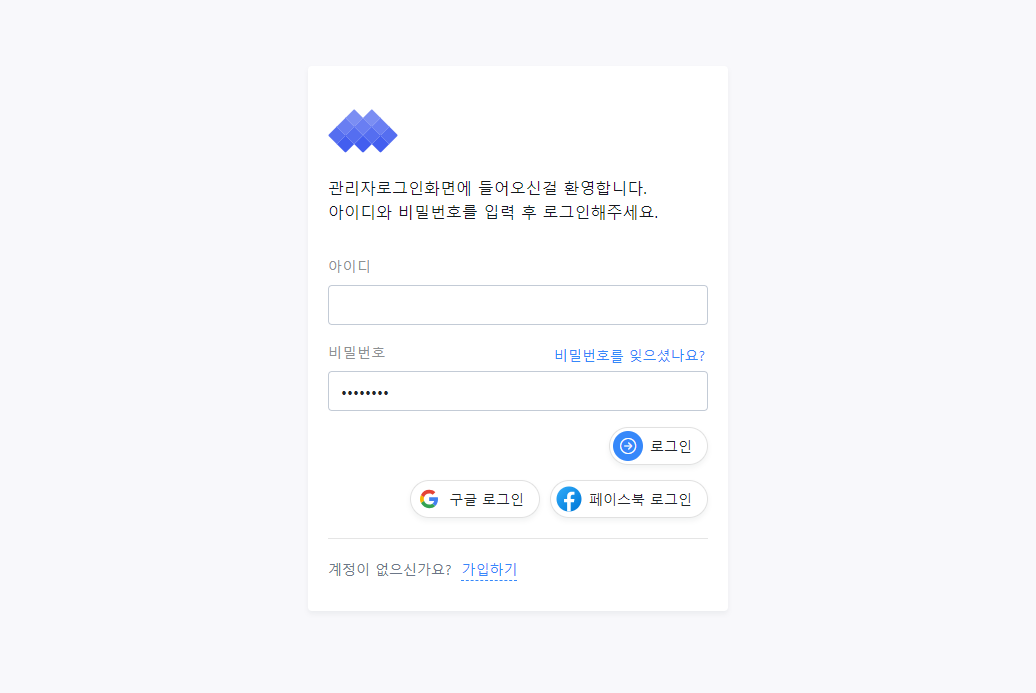 관리자로그인화면에 들어오신걸 환영합니다.
아이디와 비밀번호를 입력 후 로그인해주세요.
아이디
비밀번호
비밀번호를 잊으셨나요?
••••••••
로그인
구글 로그인
페이스북 로그인
계정이 없으신가요? 가입하기